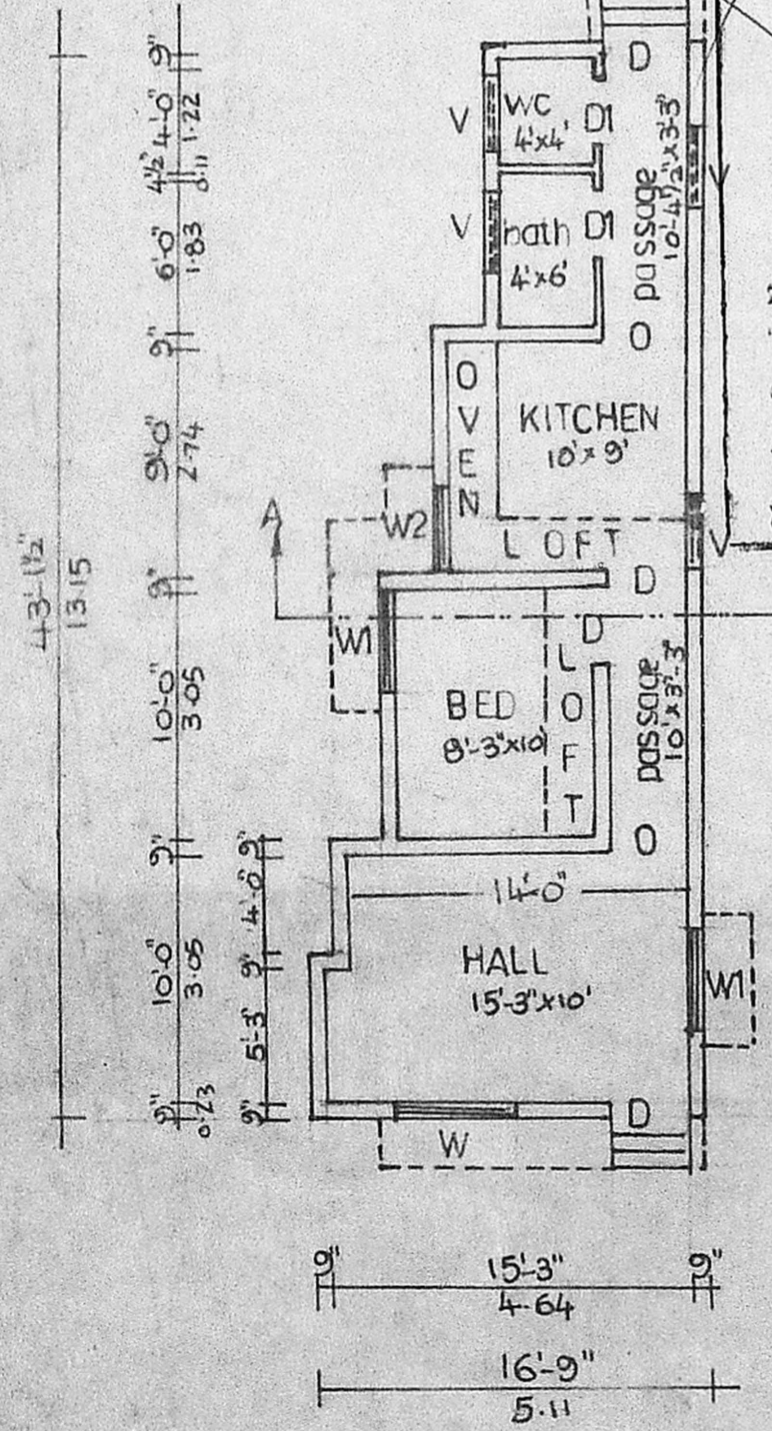 9"
4'-0"
1.22
4½"
0.11
6'-0"
1.83
9"
9'-0"
2.74
9"
10'-0"
3.05
9"
10'-0"
3.05
9"
0.23
43'-1½"
13.15
9"
4'-0"
9"
5'-3"
9"
D
V
WC
4'x4'
D1
passage
10'-4½"x3'-3"
V
bath
4'x6'
D1
O
OVEN
KITCHEN
10'x9'
W2
LOFT
V
A
D
W1
D
LOFT
BED
8'-3"x10'
passage
10'x3'-3"
O
14'-0"
HALL
15'-3"x10'
W1
D
W
9"
15'-3"
4.64
9"
16'-9"
5.11